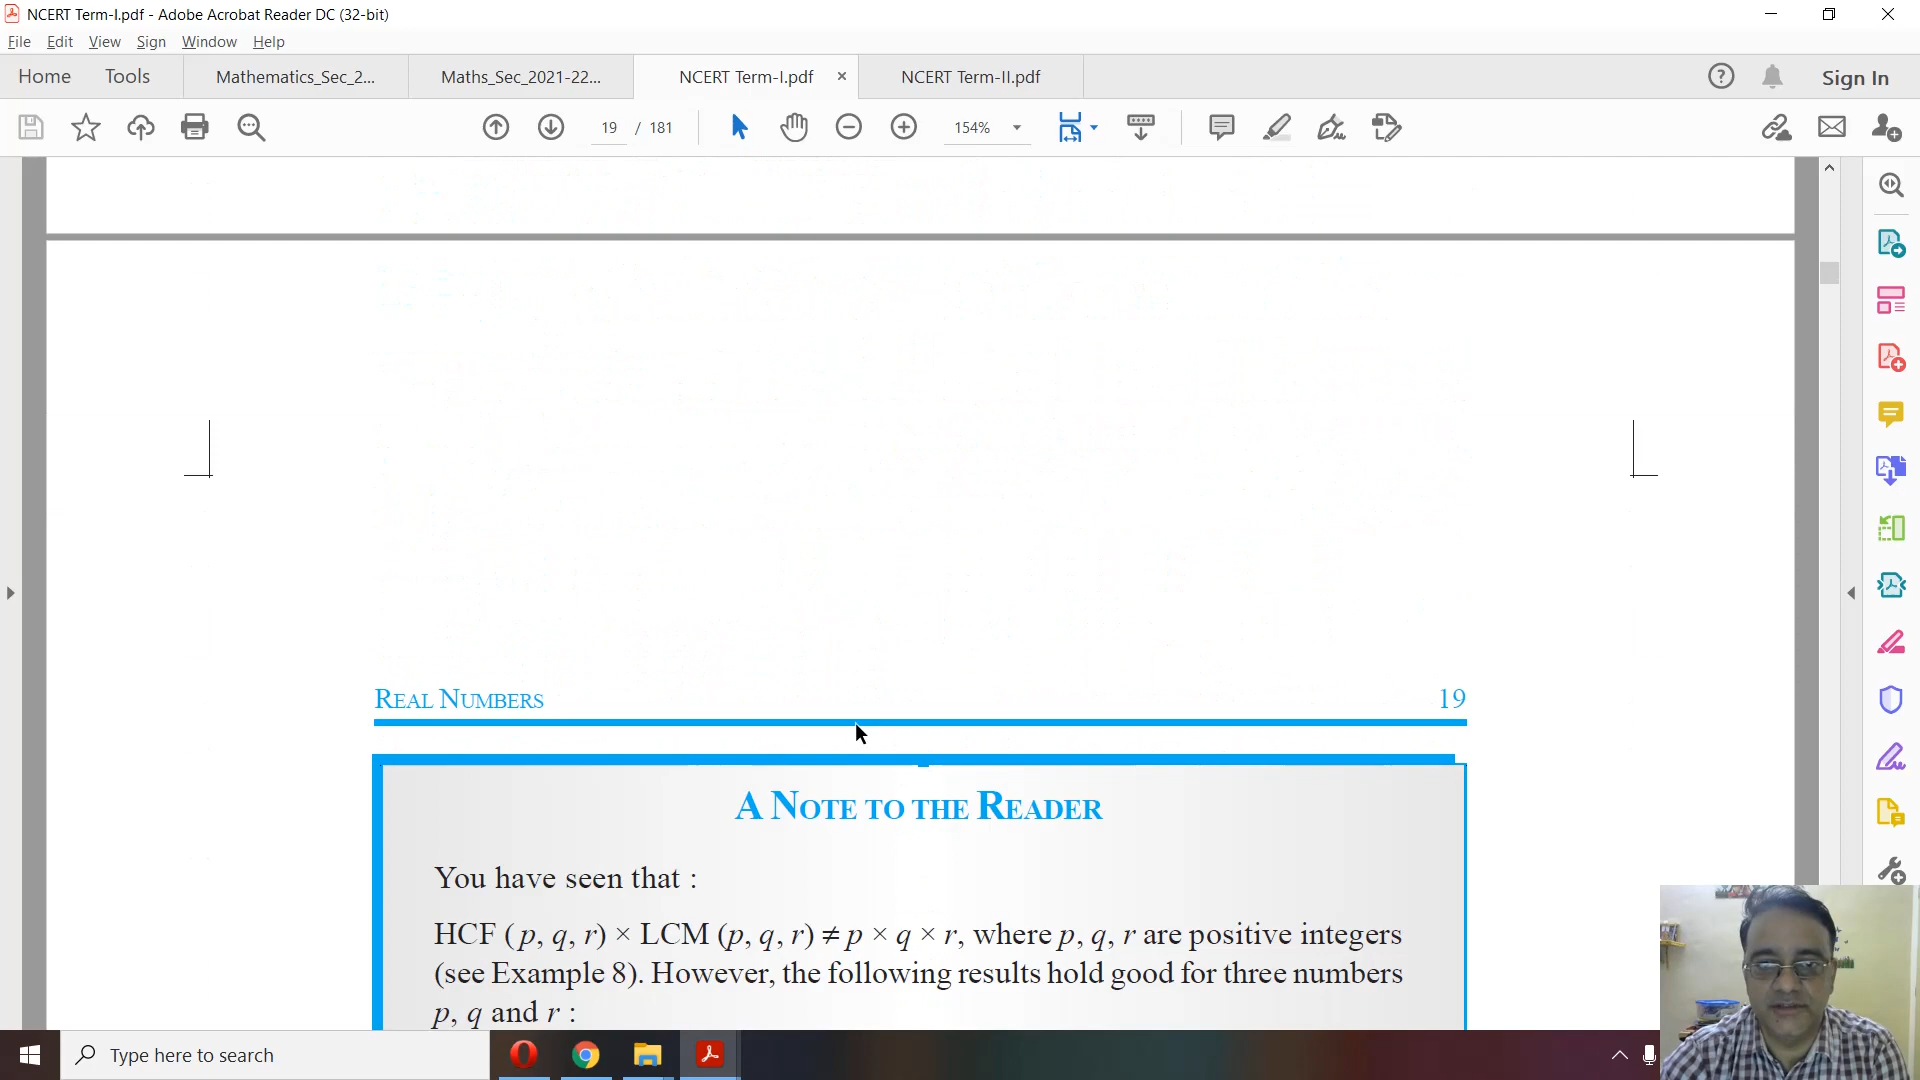 NCERT Term-I.pdf - Adobe Acrobat Reader DC (32-bit)
File Edit View Sign Window Help
Home Tools Mathematics_Sec_2... Maths_Sec_2021-22... NCERT Term-I.pdf × NCERT Term-II.pdf ? Sign In
19 / 181 154%
REAL NUMBERS 19
A NOTE TO THE READER
You have seen that :
HCF (p, q, r) × LCM (p, q, r) ≠ p × q × r, where p, q, r are positive integers
(see Example 8). However, the following results hold good for three numbers
p, q and r :
Type here to search